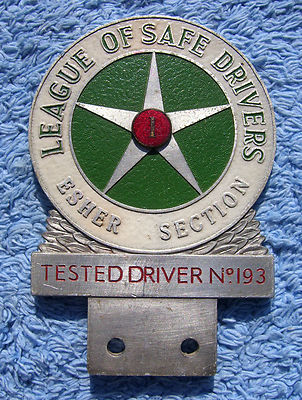 LEAGUE OF SAFE DRIVERS
ESHER SECTION
TESTED DRIVER Nº193